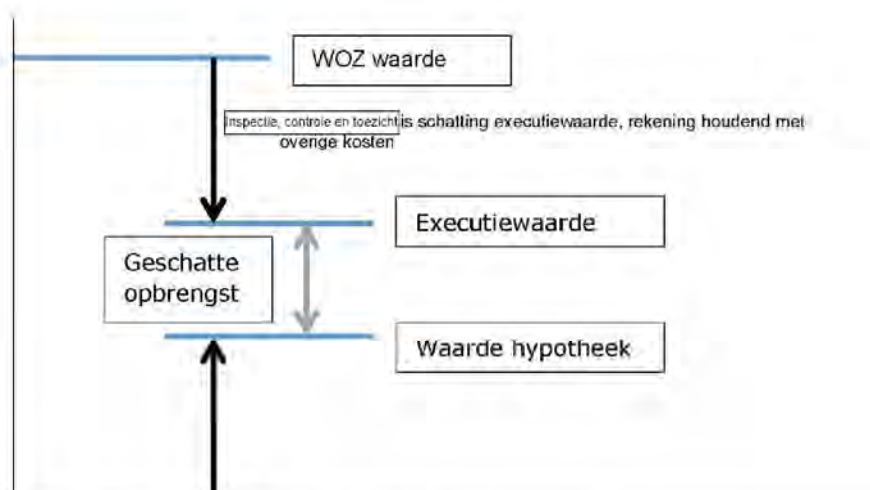 WOZ waarde
Inspectie, controle en toezicht is schatting executiewaarde, rekening houdend met
overige kosten
Executiewaarde
Geschatte
opbrengst
Waarde hypotheek